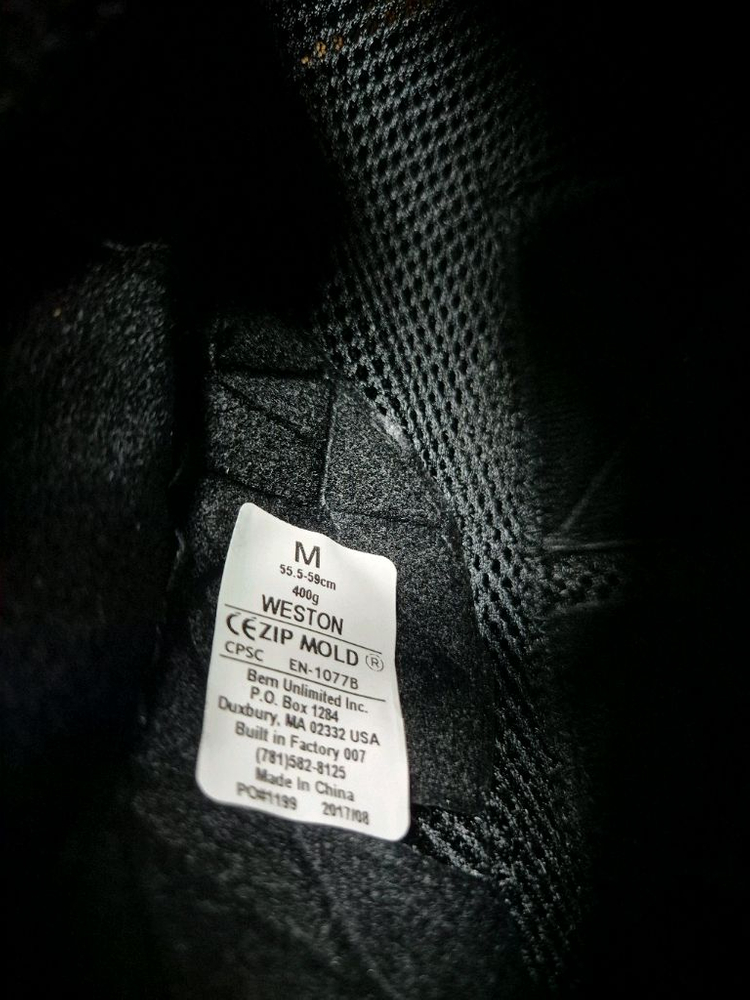 M
55.5-59cm
400g
WESTON
CE ZIP MOLD ®
CPSC EN-1077B
Bern Unlimited Inc.
P.O. Box 1284
Duxbury, MA 02332 USA
Built in Factory 007
(781)582-8125
Made In China
PO#1199 2017/08